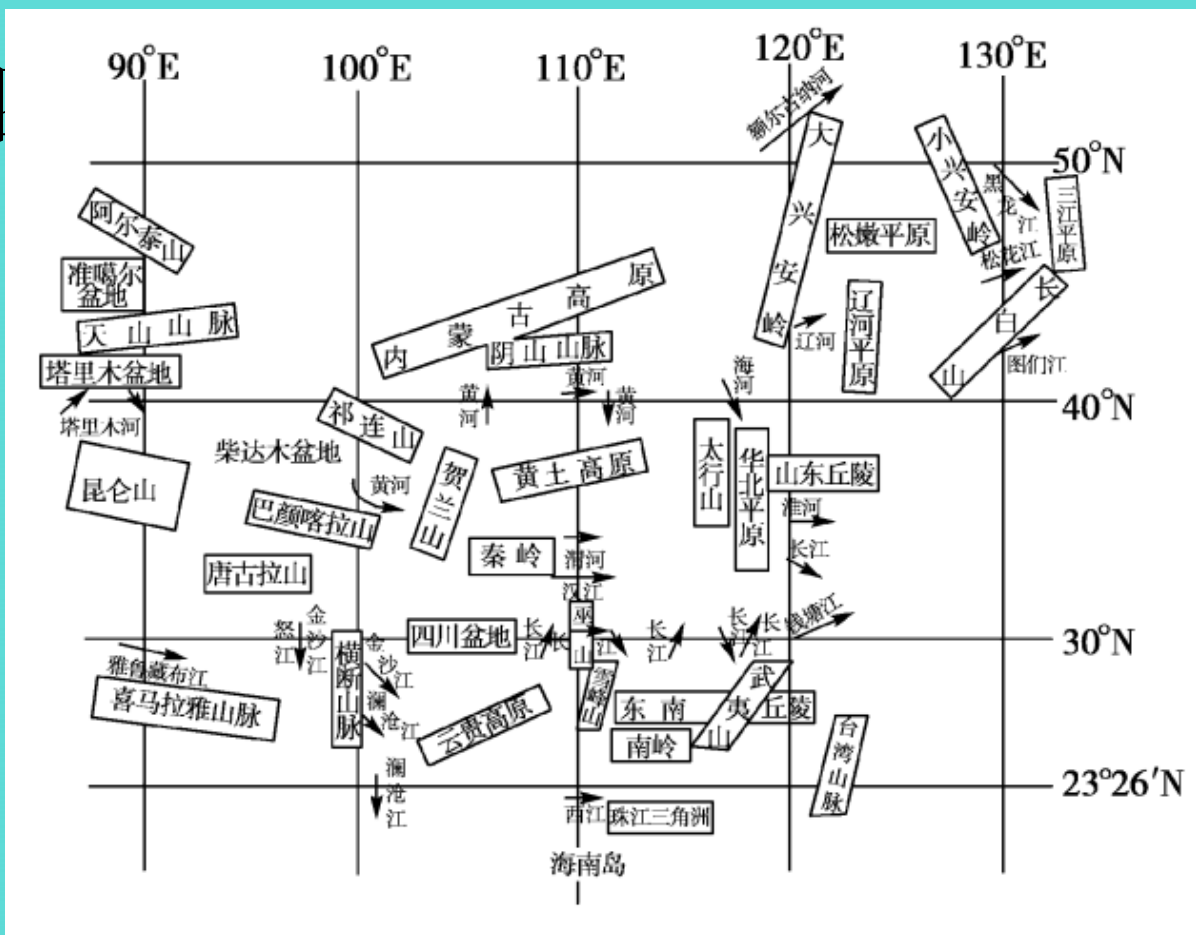 90°E
100°E
110°E
120°E
130°E
额尔古纳河
大兴安岭
小兴安岭
50°N
黑龙江
三江平原
阿尔泰山
松嫩平原
松花江
准噶尔
盆地
内蒙古高原
长白山
天山山脉
辽河平原
阴山山脉
辽河
图们江
塔里木盆地
黄河
黄河
黄河
海河
40°N
塔里木河
祁连山
柴达木盆地
太行山
华北平原
昆仑山
黄河
贺兰山
黄土高原
山东丘陵
巴颜喀拉山
淮河
秦岭
渭河
长江
唐古拉山
汉江
怒江
金沙江
横断山脉
金沙江
四川盆地
长江
巫山
长江
长江
长江
长江
钱塘江
30°N
雅鲁藏布江
喜马拉雅山脉
澜沧江
雪峰山
武夷山
东南丘陵
云贵高原
南岭
台湾山脉
澜沧江
23°26′N
西江
珠江三角洲
海南岛